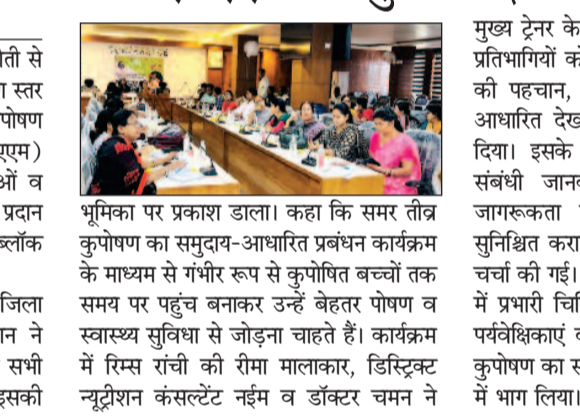 ौती से
स्तर
पोषण
एएम)
ओं व
प्रदान
ब्लॉक
जिला
ान ने
सभी
इसकी
भूमिका पर प्रकाश डाला। कहा कि समर तीव्र
कुपोषण का समुदाय-आधारित प्रबंधन कार्यक्रम
के माध्यम से गंभीर रूप से कुपोषित बच्चों तक
समय पर पहुंच बनाकर उन्हें बेहतर पोषण व
स्वास्थ्य सुविधा से जोड़ना चाहते हैं। कार्यक्रम
में रिम्स रांची की रीमा मालाकार, डिस्ट्रिक्ट
न्यूट्रीशन कंसल्टेंट नईम व डॉक्टर चमन ने
मुख्य ट्रेनर के
प्रतिभागियों को
की पहचान,
आधारित देख
दिया। इसके
संबंधी जान
जागरूकता
सुनिश्चित करा
चर्चा की गई।
में प्रभारी चि
पर्यवेक्षिकाएं
कुपोषण का स
में भाग लिया।